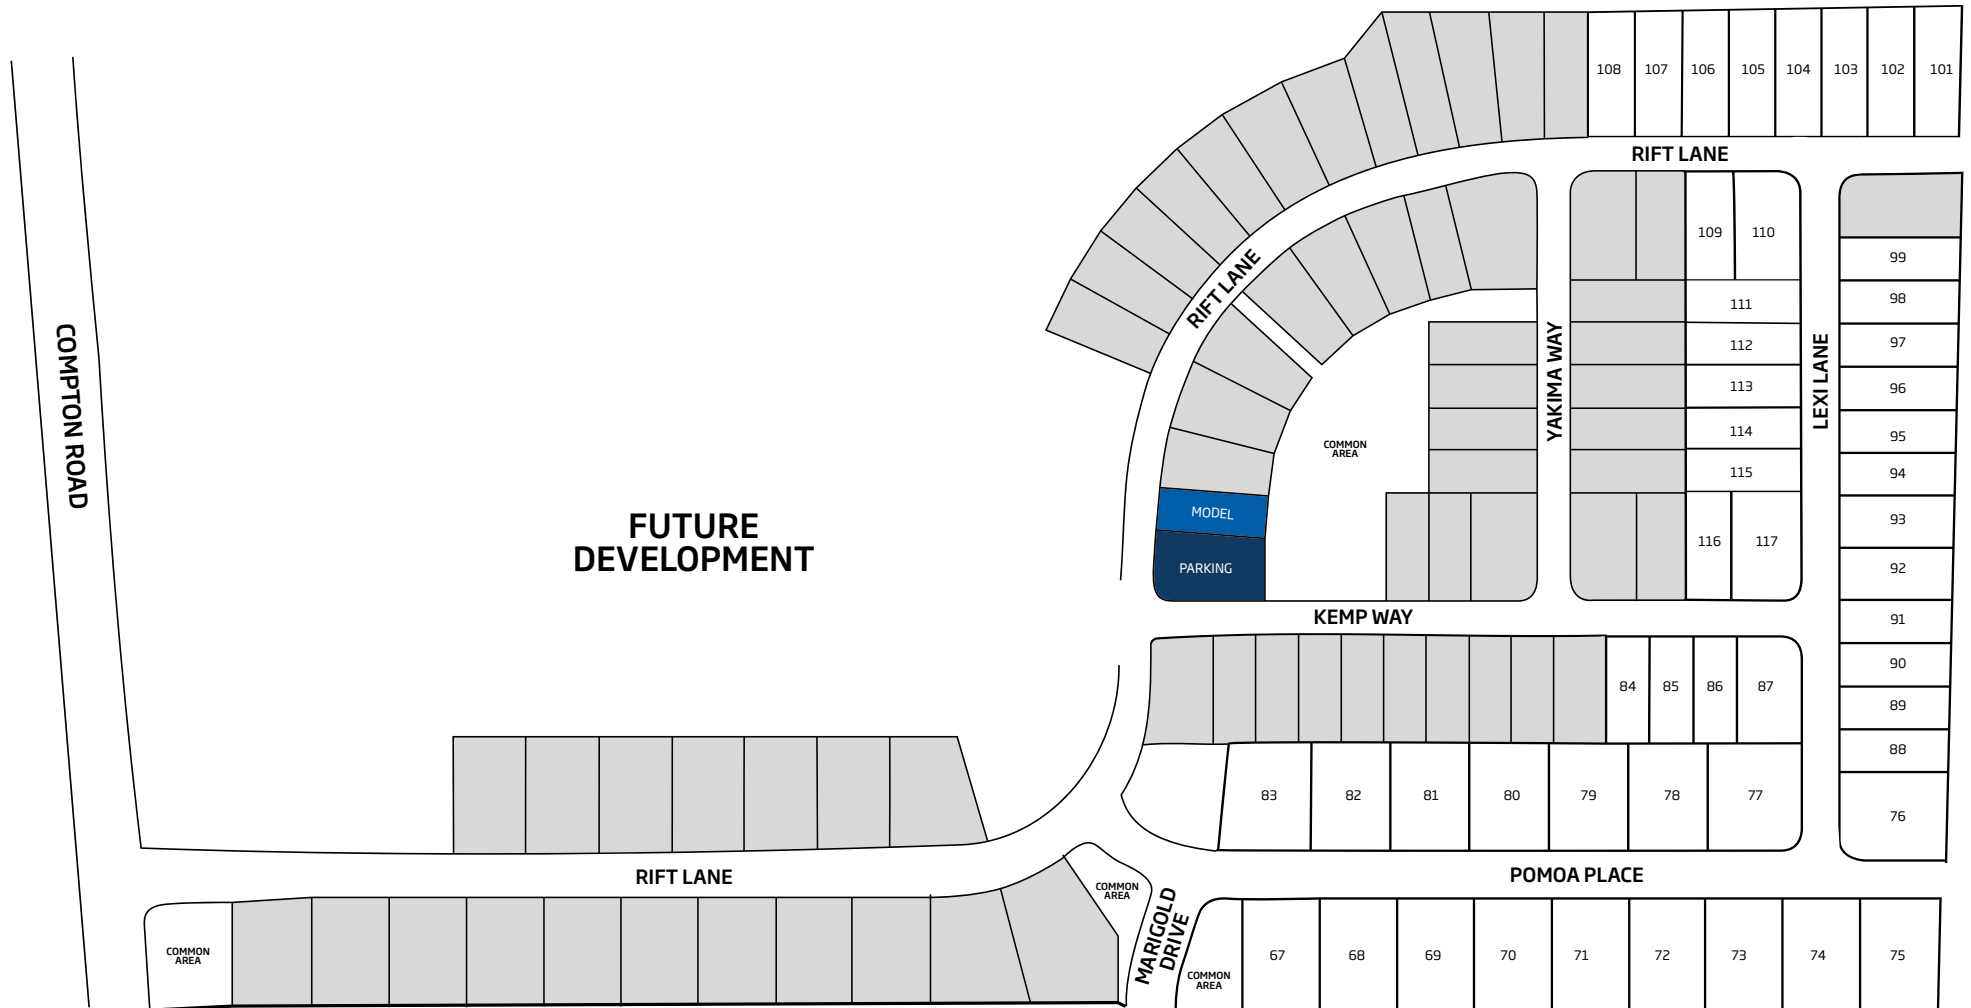 108 107 106 105 104 103 102 101
RIFT LANE
109 110
99
RIFT LANE
98
111
COMPTON ROAD
YAKIMA WAY
LEXI LANE
112
97
113
96
114
95
COMMON
AREA
115
94
MODEL
93
FUTURE
DEVELOPMENT
116 117
PARKING
92
KEMP WAY
91
90
84 85 86 87
89
88
83 82 81 80 79 78 77
76
RIFT LANE
POMOA PLACE
COMMON
AREA
MARIGOLD
DRIVE
COMMON
AREA
67 68 69 70 71 72 73 74 75
COMMON
AREA